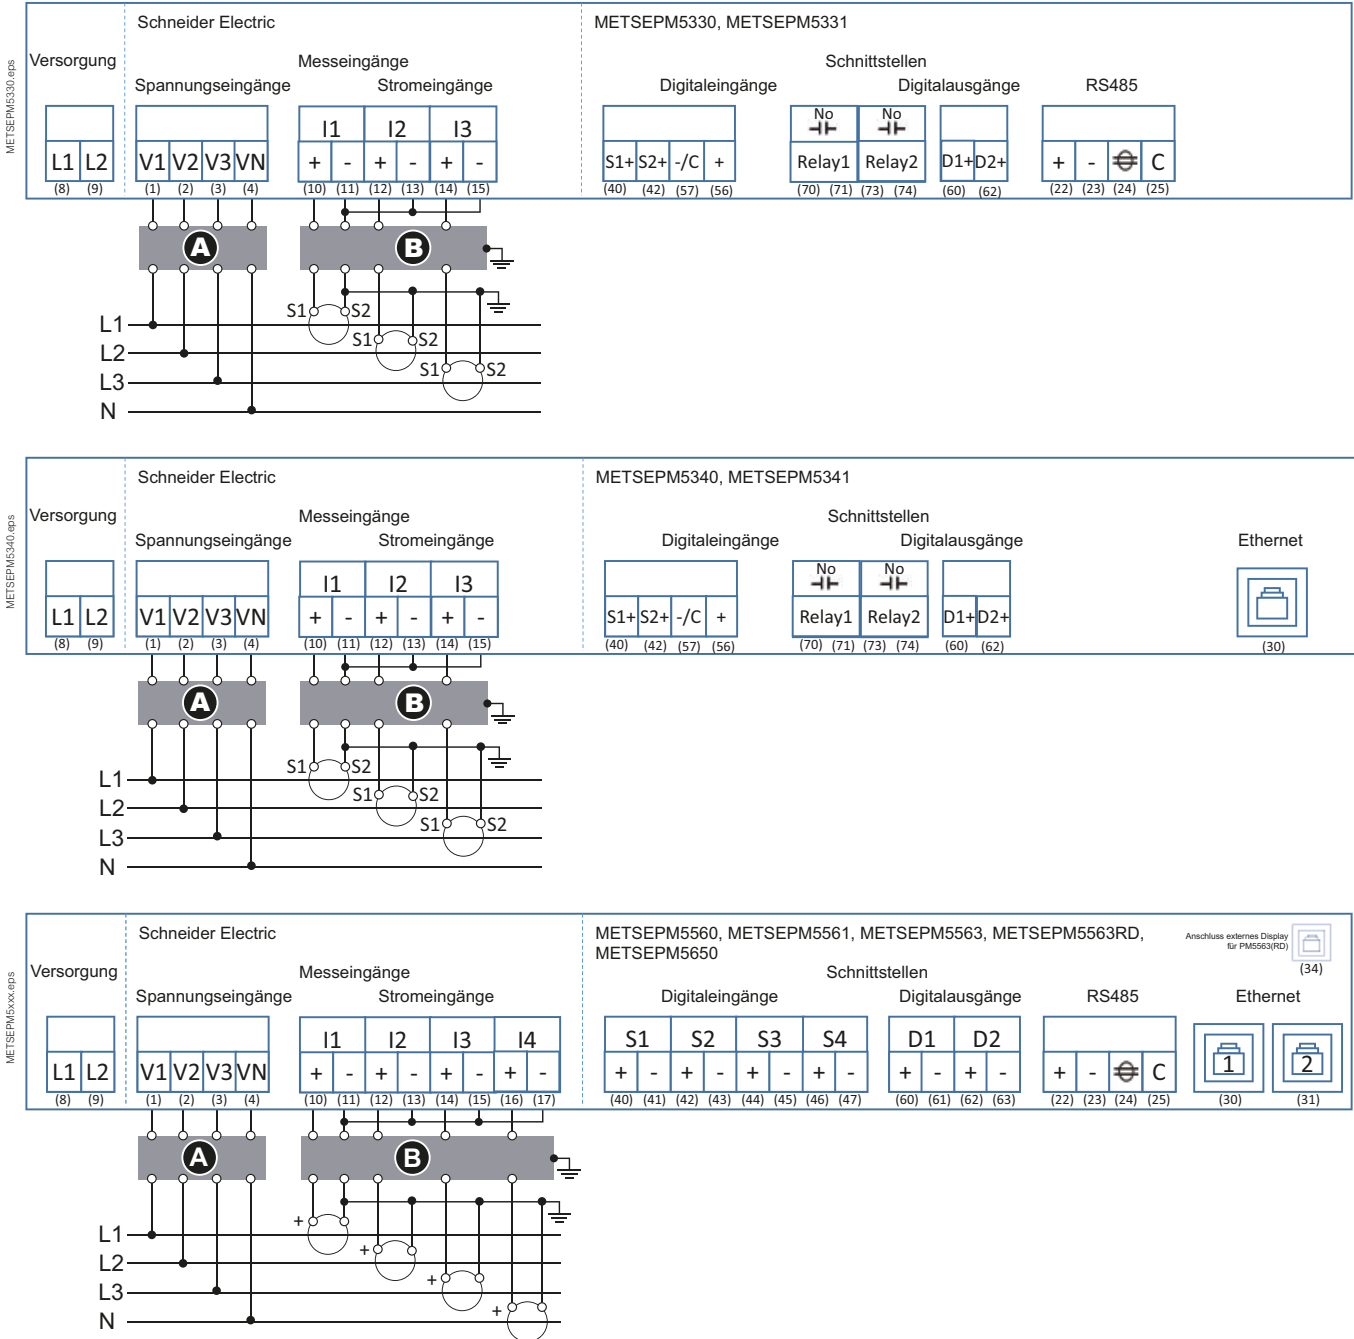 METSEPM5330.eps
Schneider Electric
METSEPM5330, METSEPM5331
Versorgung
Messeingänge
Schnittstellen
Spannungseingänge
Stromeingänge
Digitaleingänge
Digitalausgänge
RS485
I1 I2 I3
No No
L1 L2
V1 V2 V3 VN
+ - + - + -
S1+ S2+ -/C +
Relay1 Relay2
D1+ D2+
+ - C
(8) (9) (1) (2) (3) (4) (10) (11) (12) (13) (14) (15) (40) (42) (57) (56) (70) (71) (73) (74) (60) (62) (22) (23) (24) (25)
A B
S1 S2
L1
S1 S2
L2
S1 S2
L3
N
METSEPM5340.eps
Schneider Electric
METSEPM5340, METSEPM5341
Versorgung
Messeingänge
Schnittstellen
Spannungseingänge
Stromeingänge
Digitaleingänge
Digitalausgänge
Ethernet
I1 I2 I3
No No
L1 L2
V1 V2 V3 VN
+ - + - + -
S1+ S2+ -/C +
Relay1 Relay2
D1+ D2+
(8) (9) (1) (2) (3) (4) (10) (11) (12) (13) (14) (15) (40) (42) (57) (56) (70) (71) (73) (74) (60) (62) (30)
A B
S1 S2
L1
S1 S2
L2
S1 S2
L3
N
METSEPM5xxx.eps
Schneider Electric
METSEPM5560, METSEPM5561, METSEPM5563, METSEPM5563RD,
METSEPM5650
Anschluss externes Display
für PM5563(RD)
(34)
Versorgung
Messeingänge
Schnittstellen
Spannungseingänge
Stromeingänge
Digitaleingänge
Digitalausgänge
RS485
Ethernet
I1 I2 I3 I4
S1 S2 S3 S4
D1 D2
L1 L2
V1 V2 V3 VN
+ - + - + - + -
+ - + - + - + -
+ - + -
+ - C
1 2
(8) (9) (1) (2) (3) (4) (10) (11) (12) (13) (14) (15) (16) (17) (40) (41) (42) (43) (44) (45) (46) (47) (60) (61) (62) (63) (22) (23) (24) (25) (30) (31)
A B
+
L1
+
L2
+
L3
+
N